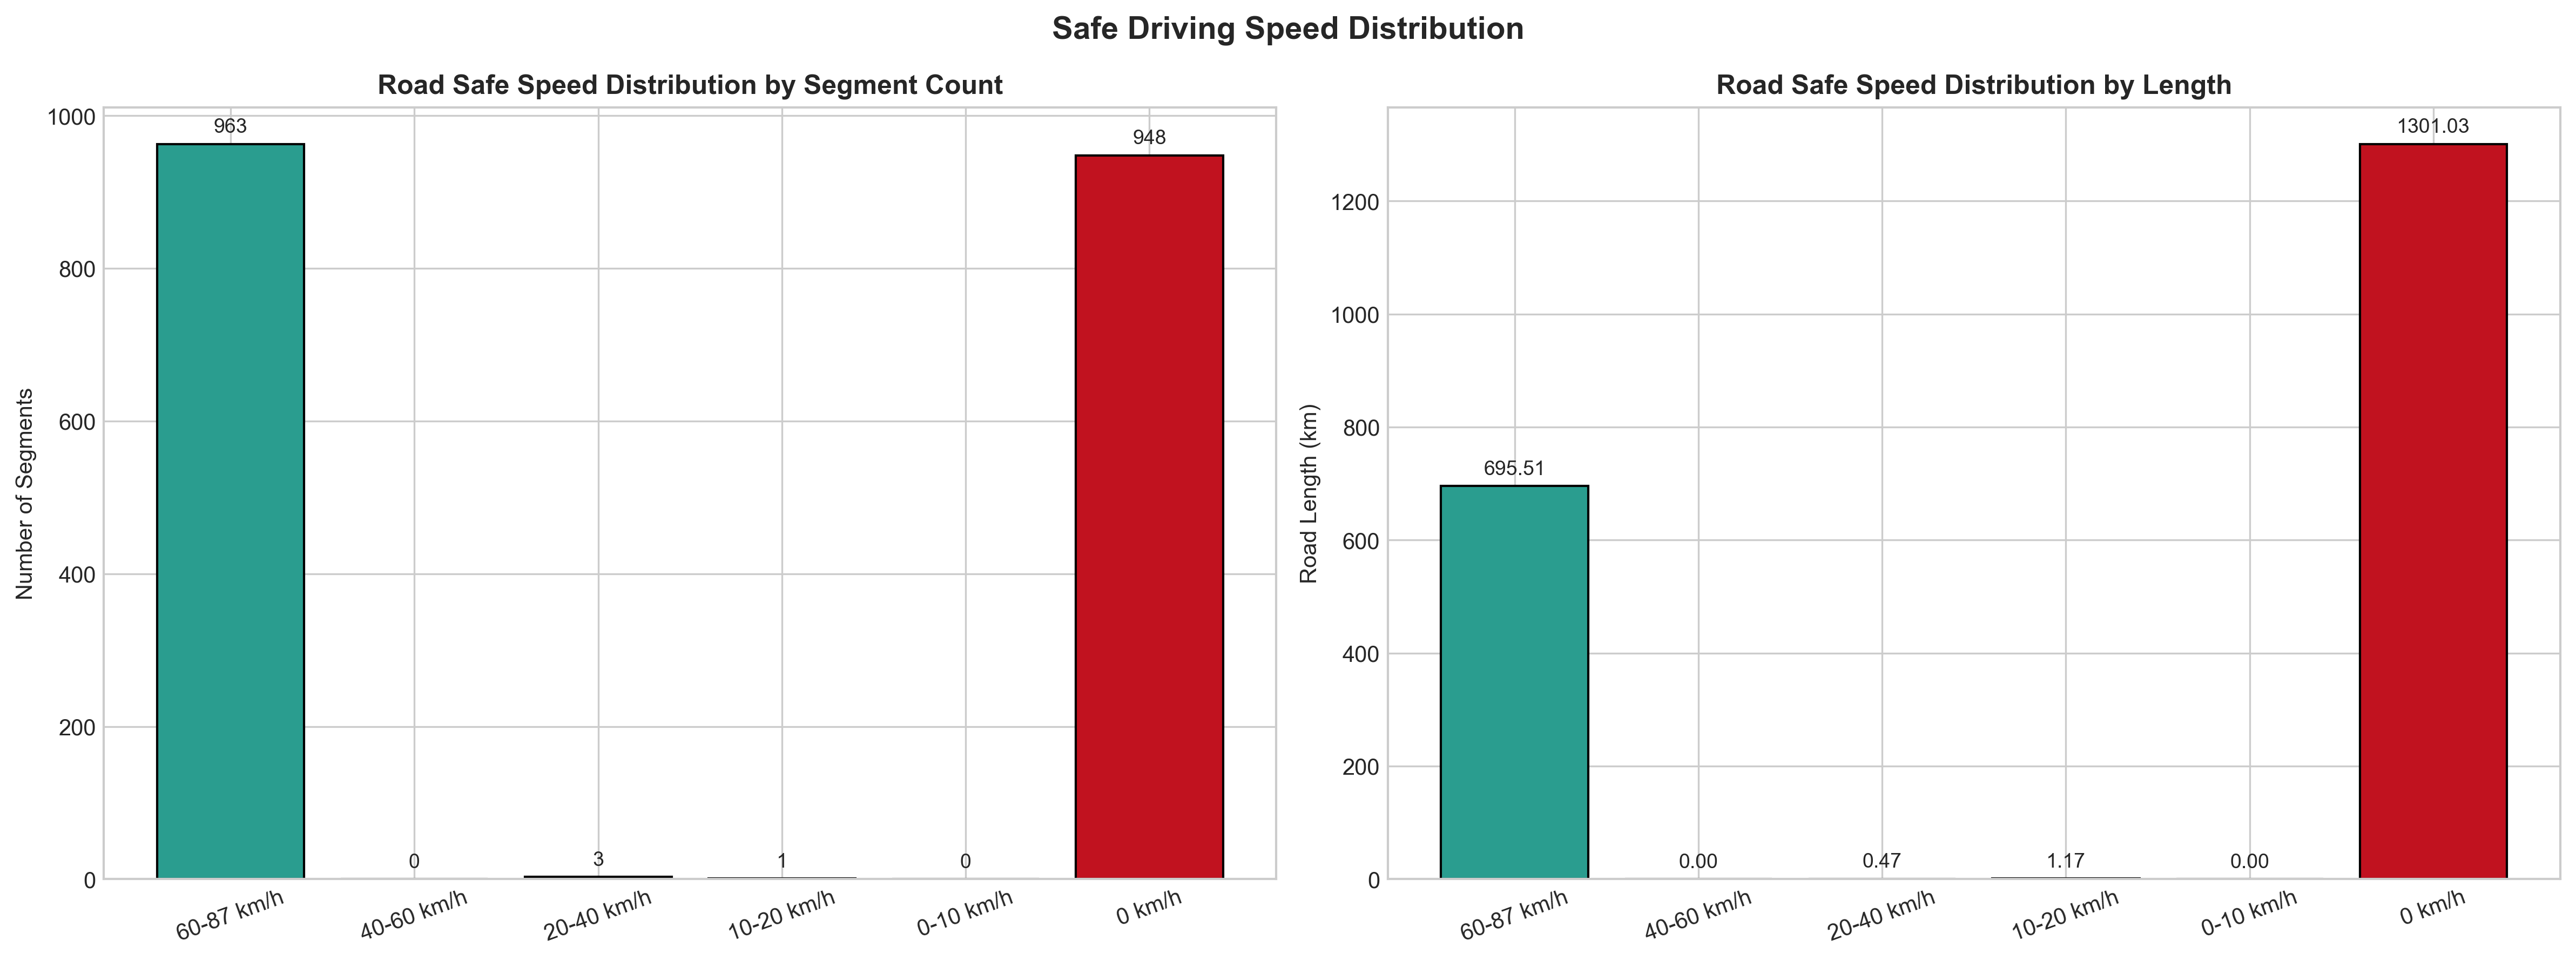 Safe Driving Speed Distribution
Road Safe Speed Distribution by Segment Count
Number of Segments
1000
800
600
400
200
0
963
0
3
1
0
948
60-87 km/h
40-60 km/h
20-40 km/h
10-20 km/h
0-10 km/h
0 km/h
Road Safe Speed Distribution by Length
Road Length (km)
1200
1000
800
600
400
200
0
695.51
0.00
0.47
1.17
0.00
1301.03
60-87 km/h
40-60 km/h
20-40 km/h
10-20 km/h
0-10 km/h
0 km/h